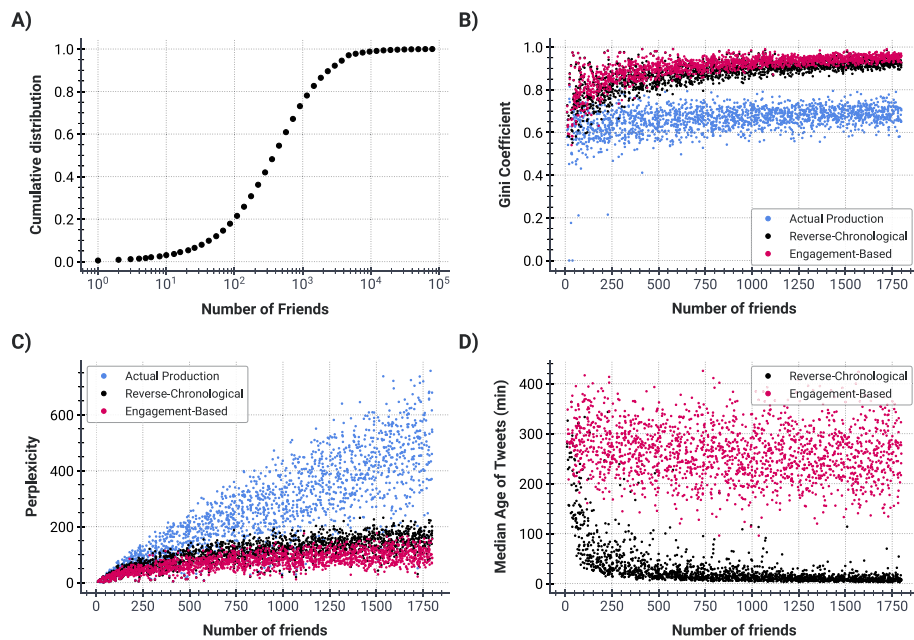 A)
Cumulative distribution
1.0
0.8
0.6
0.4
0.2
0.0
10^0
10^1
10^2
10^3
10^4
10^5
Number of Friends
B)
Gini Coefficient
1.0
0.8
0.6
0.4
0.2
0.0
Actual Production
Reverse-Chronological
Engagement-Based
0
250
500
750
1000
1250
1500
1750
Number of friends
C)
Perplexicity
600
400
200
0
Actual Production
Reverse-Chronological
Engagement-Based
0
250
500
750
1000
1250
1500
1750
Number of friends
D)
Median Age of Tweets (min)
400
300
200
100
0
Reverse-Chronological
Engagement-Based
0
250
500
750
1000
1250
1500
1750
Number of friends